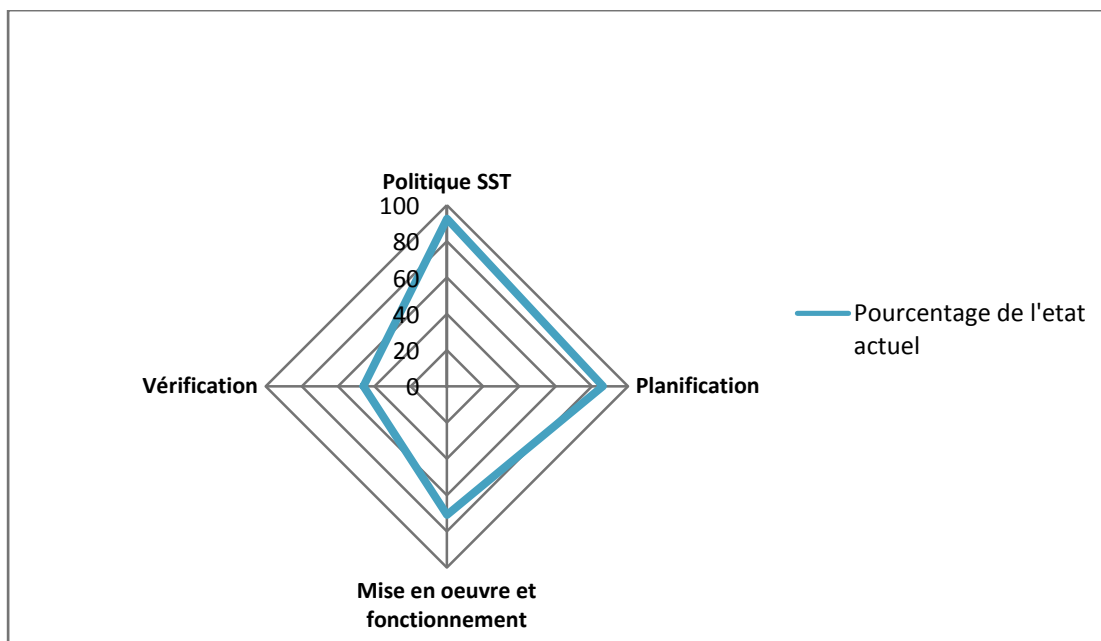 Politique SST
100
80
60
40
20
0
Vérification
Planification
Mise en oeuvre et
fonctionnement
Pourcentage de l'etat
actuel